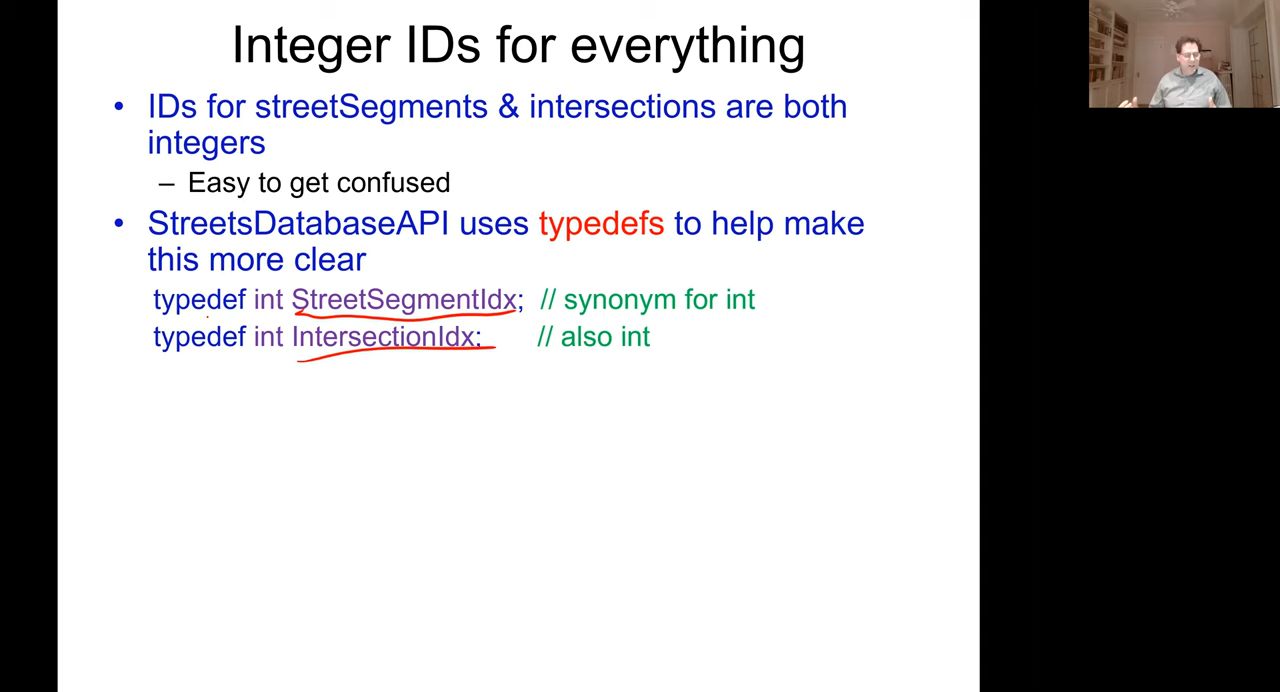 Integer IDs for everything
• IDs for streetSegments & intersections are both
integers
– Easy to get confused
• StreetsDatabaseAPI uses typedefs to help make
this more clear
typedef int StreetSegmentIdx; // synonym for int
typedef int IntersectionIdx; // also int